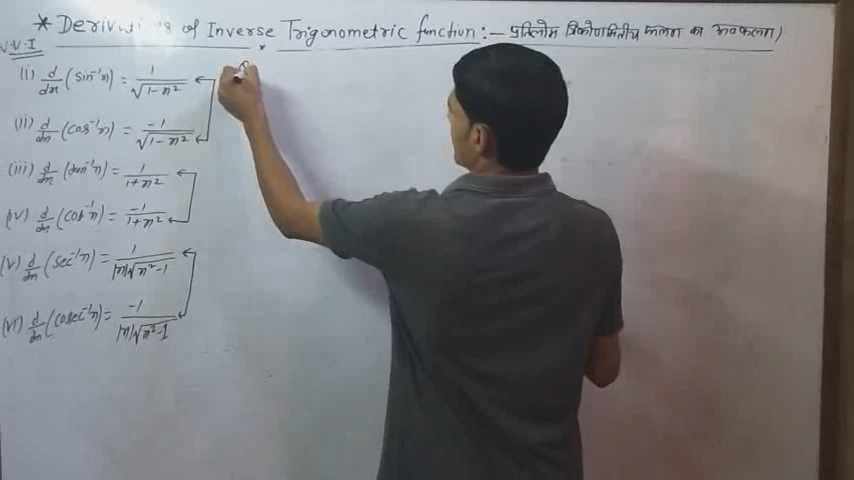 * Derivatives of Inverse Trigonometric function :- प्रतिलोम त्रिकोणमितीय फलन का अवकलन)
V.V.I
(i) d/dx (sin⁻¹x) = 1/√(1-x²)
(ii) d/dx (cos⁻¹x) = -1/√(1-x²)
(iii) d/dx (tan⁻¹x) = 1/(1+x²)
(iv) d/dx (cot⁻¹x) = -1/(1+x²)
(v) d/dx (sec⁻¹x) = 1/(|x|√(x²-1))
(vi) d/dx (cosec⁻¹x) = -1/(|x|√(x²-1))